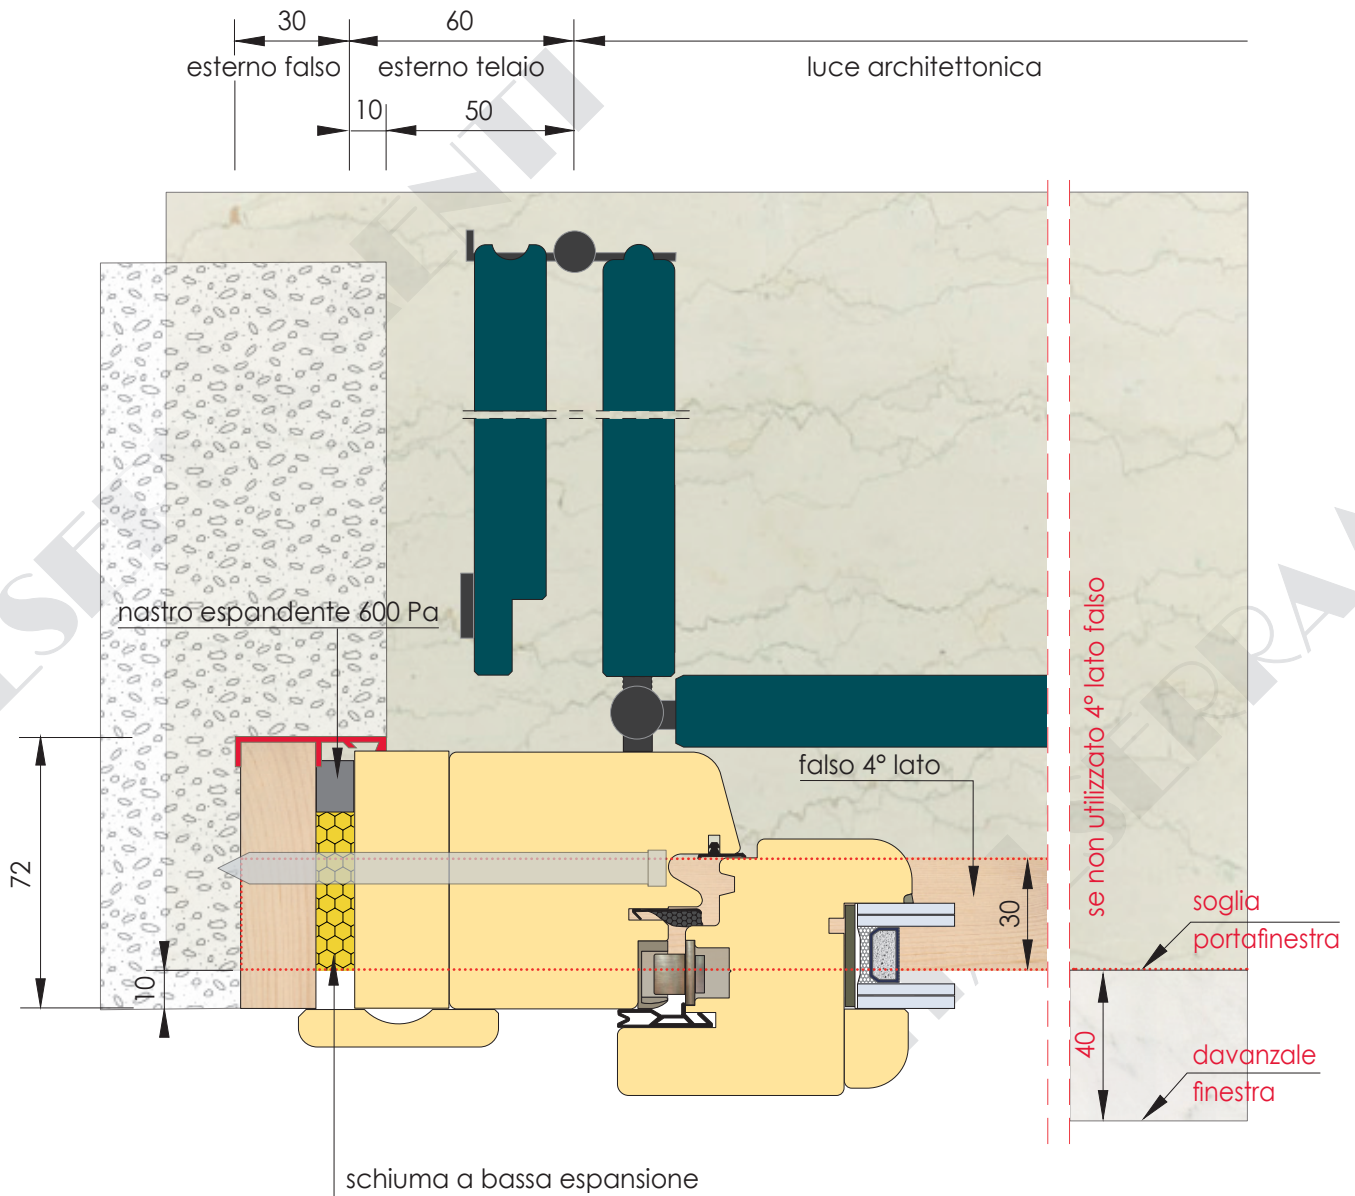 30
60
esterno falso
esterno telaio
luce architettonica
10
50
nastro espandente 600 Pa
falso 4° lato
se non utilizzato 4° lato falso
72
30
soglia
portafinestra
10
40
davanzale
finestra
schiuma a bassa espansione